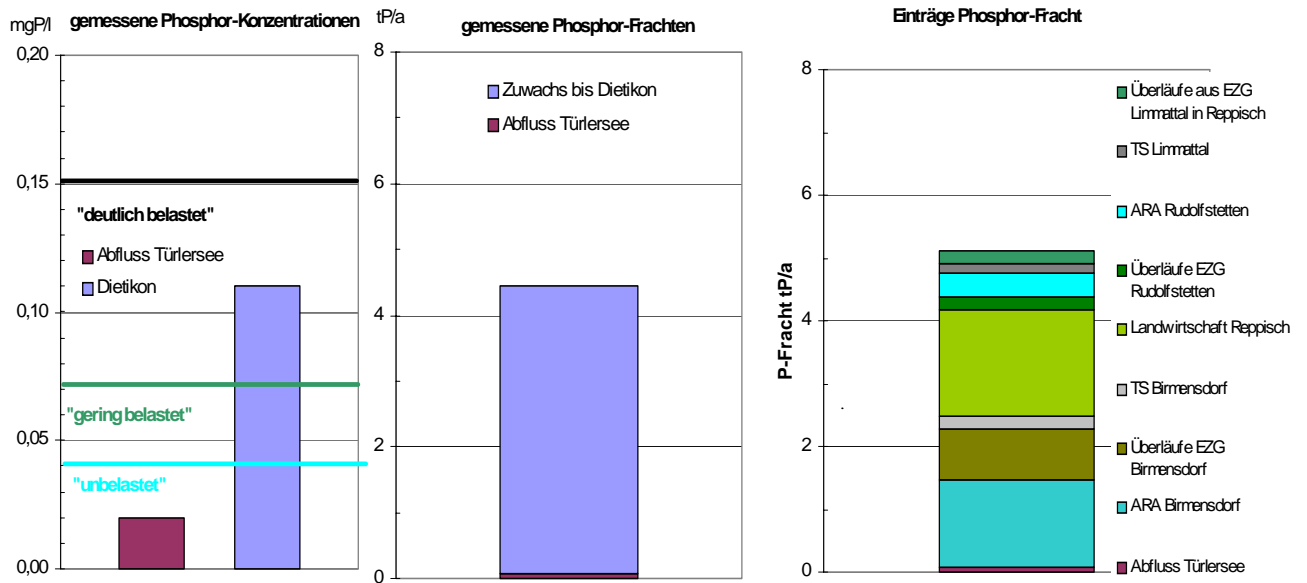 gemessene Phosphor-Konzentrationen
mgP/l
0,20
0,15
0,10
0,05
0,00
"deutlich belastet"
Abfluss Türlersee
Dietikon
"gering belastet"
"unbelastet"
gemessene Phosphor-Frachten
tP/a
8
6
4
2
0
Zuwachs bis Dietikon
Abfluss Türlersee
Einträge Phosphor-Fracht
P-Fracht tP/a
8
6
4
2
0
Überläufe aus EZG
Limmattal in Reppisch
TS Limmattal
ARA Rudolfstetten
Überläufe EZG
Rudolfstetten
Landwirtschaft Reppisch
TS Birmensdorf
Überläufe EZG
Birmensdorf
ARA Birmensdorf
Abfluss Türlersee